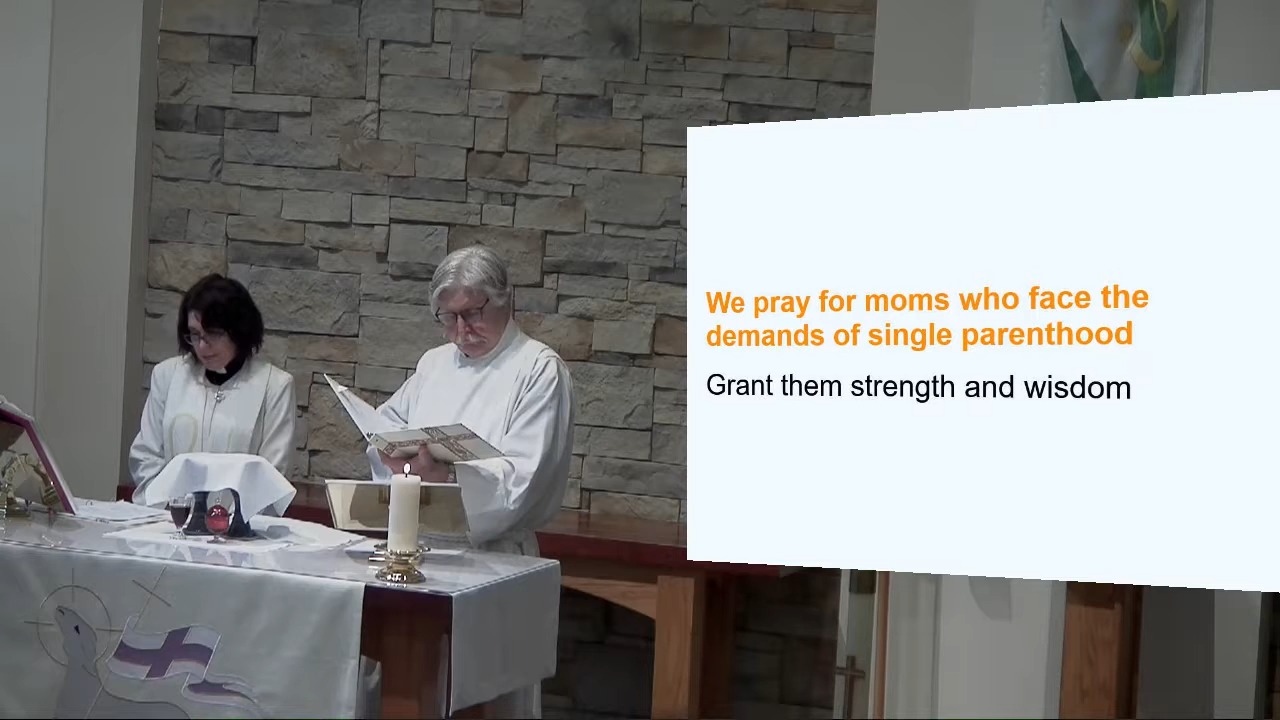 We pray for moms who face the
demands of single parenthood
Grant them strength and wisdom